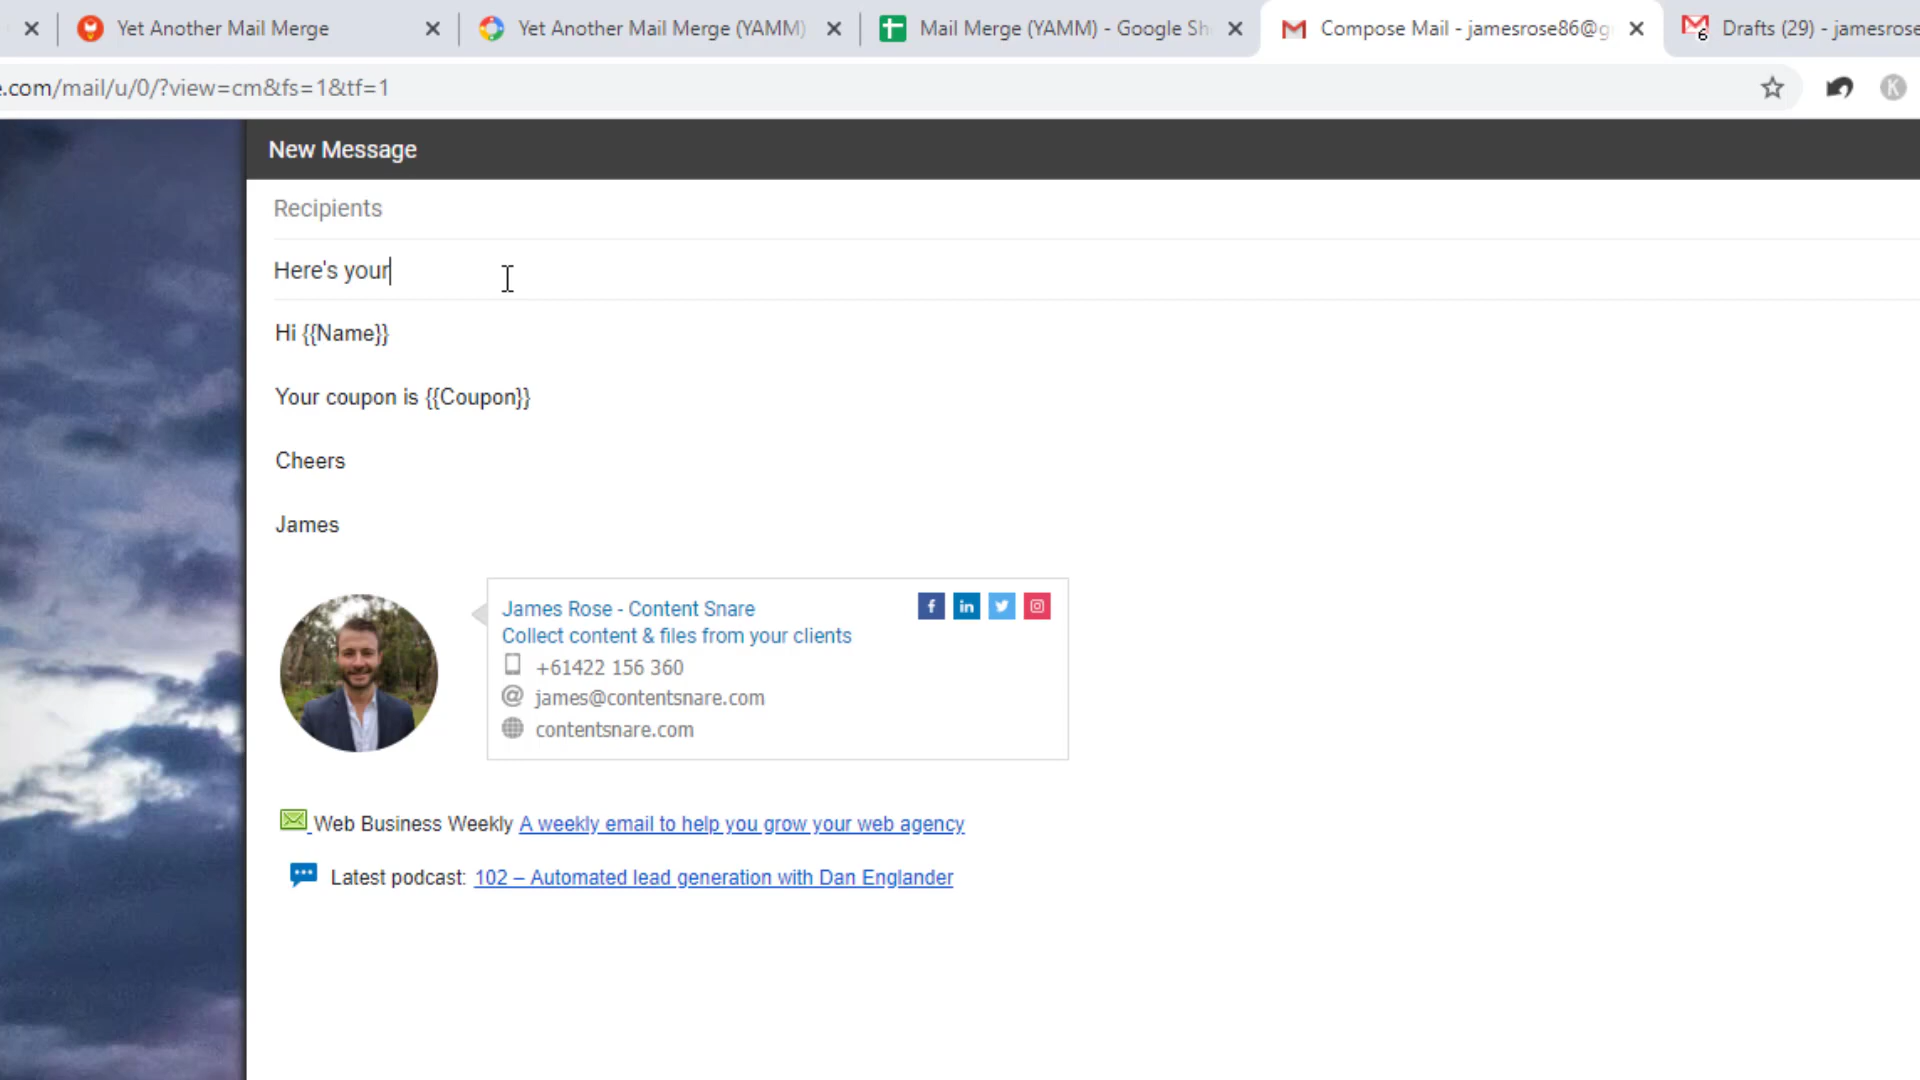 Yet Another Mail Merge
Yet Another Mail Merge (YAMM)
Mail Merge (YAMM) - Google Sh
Compose Mail - jamesrose86@g
6
Drafts (29) - jamesrose
.com/mail/u/0/?view=cm&fs=1&tf=1
K
New Message
Recipients
Here's your
Hi {{Name}}
Your coupon is {{Coupon}}
Cheers
James
James Rose - Content Snare
Collect content & files from your clients
+61422 156 360
james@contentsnare.com
contentsnare.com
Web Business Weekly A weekly email to help you grow your web agency
Latest podcast: 102 – Automated lead generation with Dan Englander